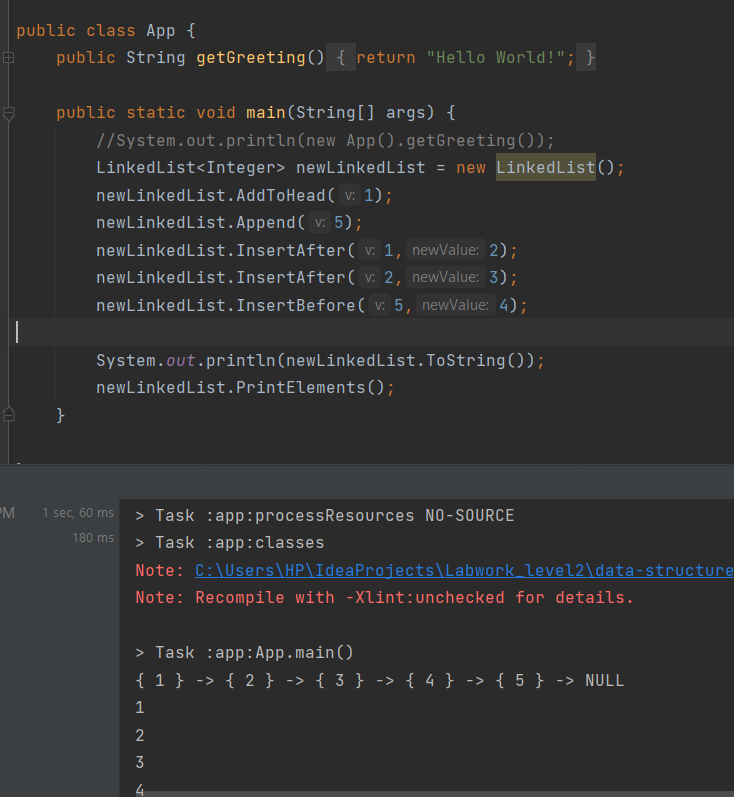 public class App {
public String getGreeting() { return "Hello World!"; }
public static void main(String[] args) {
//System.out.println(new App().getGreeting());
LinkedList<Integer> newLinkedList = new LinkedList();
newLinkedList.AddToHead( v: 1);
newLinkedList.Append( v: 5);
newLinkedList.InsertAfter( v: 1, newValue: 2);
newLinkedList.InsertAfter( v: 2, newValue: 3);
newLinkedList.InsertBefore( v: 5, newValue: 4);
System.out.println(newLinkedList.ToString());
newLinkedList.PrintElements();
}
PM 1 sec, 60 ms
180 ms
> Task :app:processResources NO-SOURCE
> Task :app:classes
Note: C:\Users\HP\IdeaProjects\Labwork_level2\data-structure
Note: Recompile with -Xlint:unchecked for details.
> Task :app:App.main()
{ 1 } -> { 2 } -> { 3 } -> { 4 } -> { 5 } -> NULL
1
2
3
4